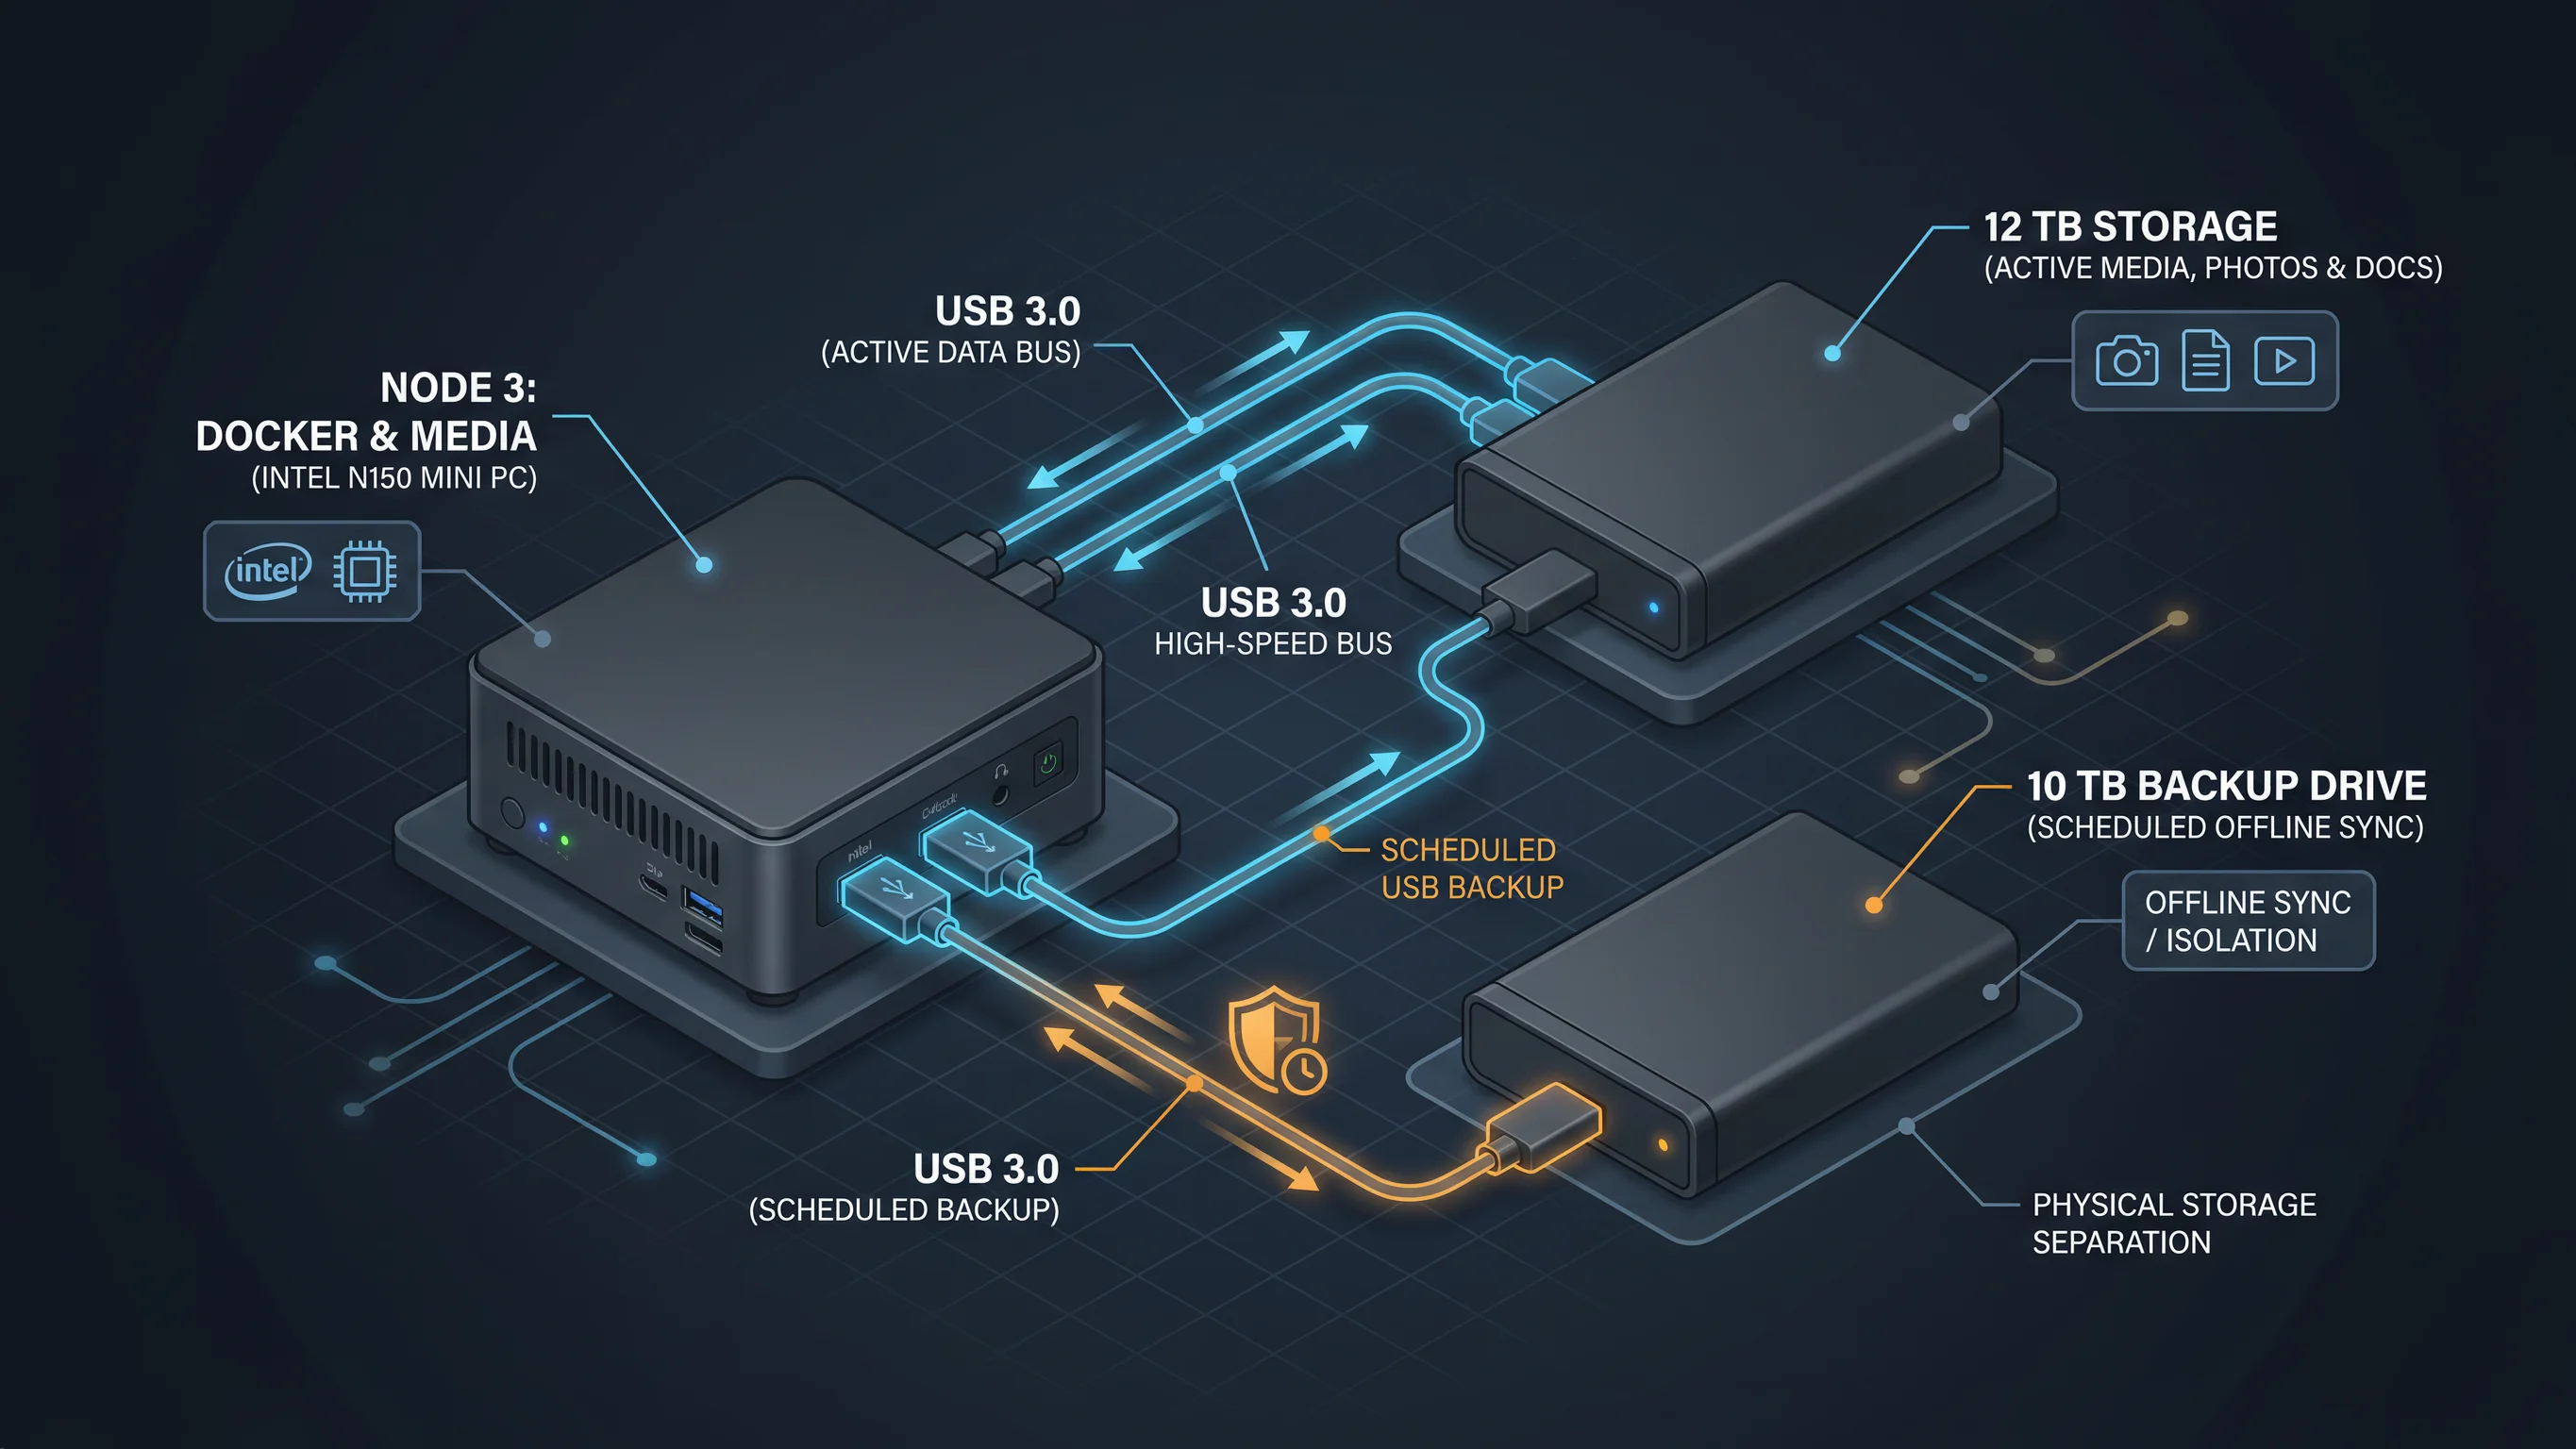 12 TB STORAGE
(ACTIVE MEDIA, PHOTOS & DOCS)
USB 3.0
(ACTIVE DATA BUS)
NODE 3:
DOCKER & MEDIA
(INTEL N150 MINI PC)
intel
USB 3.0
HIGH-SPEED BUS
10 TB BACKUP DRIVE
(SCHEDULED OFFLINE SYNC)
SCHEDULED
USB BACKUP
OFFLINE SYNC
/ ISOLATION
intel
USB 3.0
(SCHEDULED BACKUP)
PHYSICAL STORAGE
SEPARATION